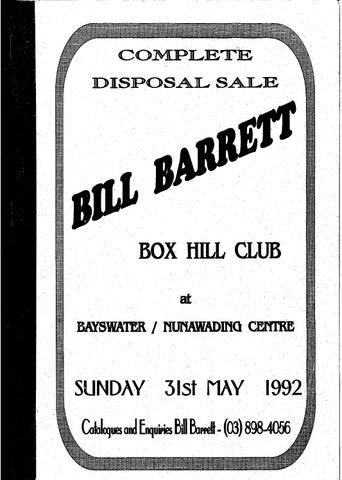 COMPLETE
DISPOSAL SALE
BILL BARRETT
BOX HILL CLUB
at
BAYSWATER / NUNAWADING CENTRE
SUNDAY 31st MAY 1992
Catalogues and Enquiries Bill Barrett - (03) 898-4056